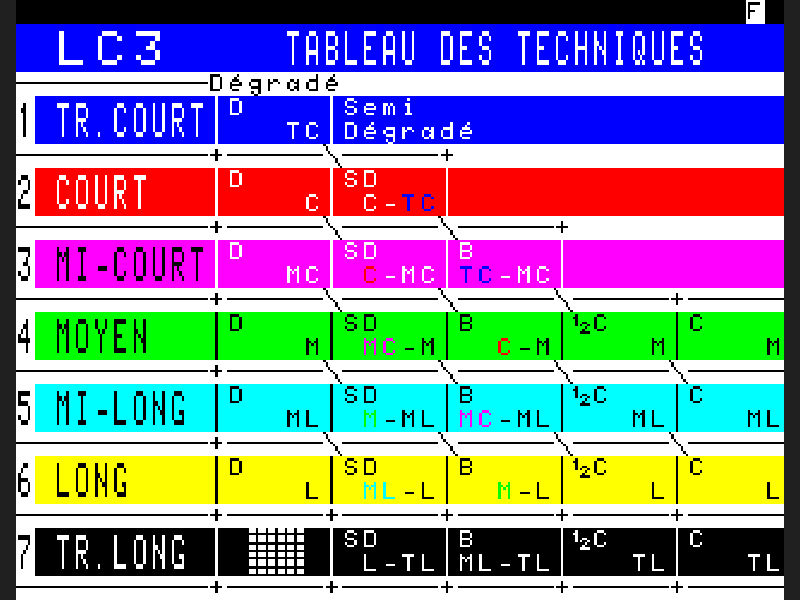 F
LC3 TABLEAU DES TECHNIQUES
Dégradé
1 TR.COURT D TC Semi Dégradé
2 COURT D C SD C-TC
3 MI-COURT D MC SD C-MC B TC-MC
4 MOYEN D M SD MC-M B C-M ½C M C M
5 MI-LONG D ML SD M-ML B MC-ML ½C ML C ML
6 LONG D L SD ML-L B M-L ½C L C L
7 TR.LONG SD L-TL B ML-TL ½C TL C TL